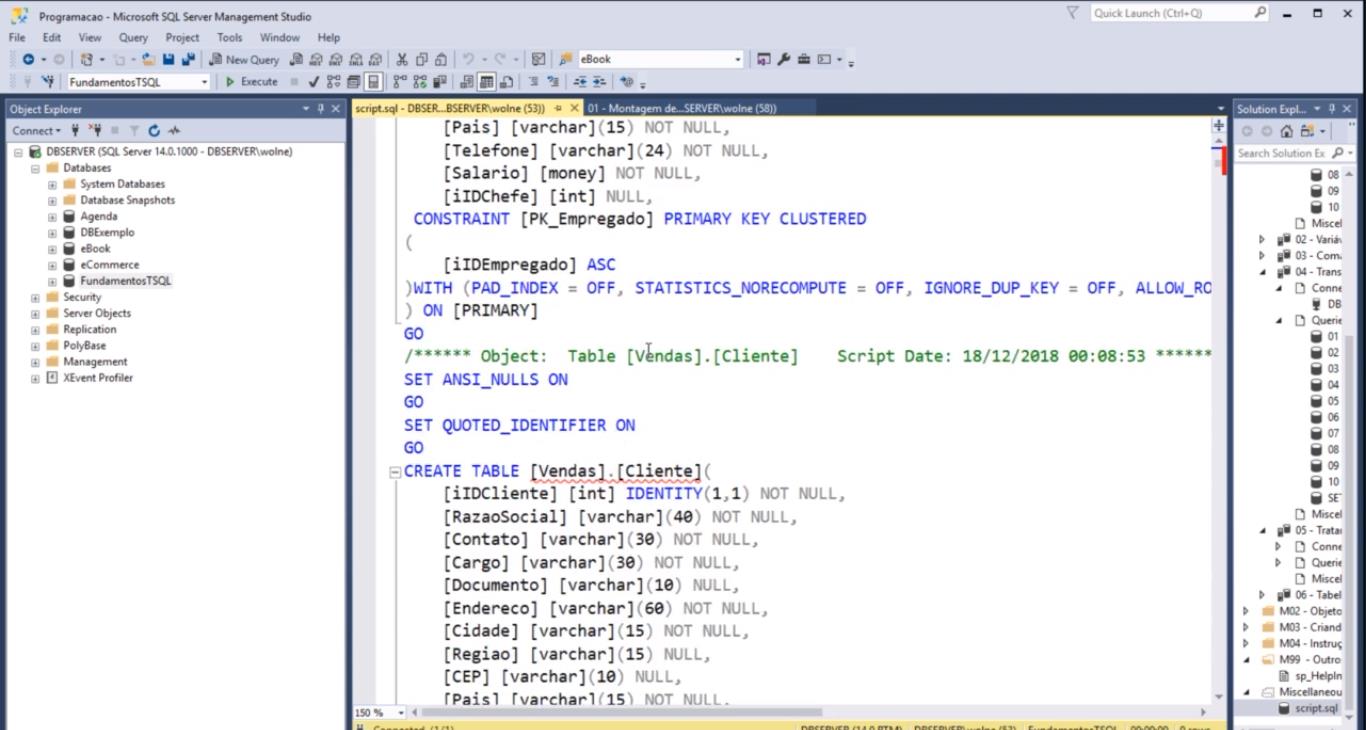 Programacao - Microsoft SQL Server Management Studio
Quick Launch (Ctrl+Q)
File Edit View Query Project Tools Window Help
New Query
eBook
FundamentosTSQL
Execute
Object Explorer
script.sql - DBSER...BSERVER\wolne (53))
01 - Montagem de...SERVER\wolne (58))
Solution Expl...
Connect
Search Solution Ex
DBSERVER (SQL Server 14.0.1000 - DBSERVER\wolne)
Databases
System Databases
Database Snapshots
Agenda
DBExemplo
eBook
eCommerce
FundamentosTSQL
Security
Server Objects
Replication
PolyBase
Management
XEvent Profiler
[Pais] [varchar](15) NOT NULL,
[Telefone] [varchar](24) NOT NULL,
[Salario] [money] NOT NULL,
[iIDChefe] [int] NULL,
CONSTRAINT [PK_Empregado] PRIMARY KEY CLUSTERED
(
[iIDEmpregado] ASC
)WITH (PAD_INDEX = OFF, STATISTICS_NORECOMPUTE = OFF, IGNORE_DUP_KEY = OFF, ALLOW_RO
) ON [PRIMARY]
GO
/****** Object:  Table [Vendas].[Cliente]    Script Date: 18/12/2018 00:08:53 ******
SET ANSI_NULLS ON
GO
SET QUOTED_IDENTIFIER ON
GO
CREATE TABLE [Vendas].[Cliente](
[iIDCliente] [int] IDENTITY(1,1) NOT NULL,
[RazaoSocial] [varchar](40) NOT NULL,
[Contato] [varchar](30) NOT NULL,
[Cargo] [varchar](30) NOT NULL,
[Documento] [varchar](10) NULL,
[Endereco] [varchar](60) NOT NULL,
[Cidade] [varchar](15) NOT NULL,
[Regiao] [varchar](15) NULL,
[CEP] [varchar](10) NULL,
[Pais] [varchar](15) NOT NULL,
150 %
Connected. (1/1)
DBSERVER (14.0 RTM)
DBSERVER\wolne (53)
FundamentosTSQL
00:00:00
0 rows
08
09
10
Miscel
02 - Variáv
03 - Com
04 - Trans
Conne
DB
Querie
01
02
03
04
05
06
07
08
09
10
SE
Miscel
05 - Trata
Conne
Querie
Miscel
06 - Tabel
M02 - Objeto
M03 - Criand
M04 - Instruç
M99 - Outro
sp_HelpIn
Miscellaneou
script.sql